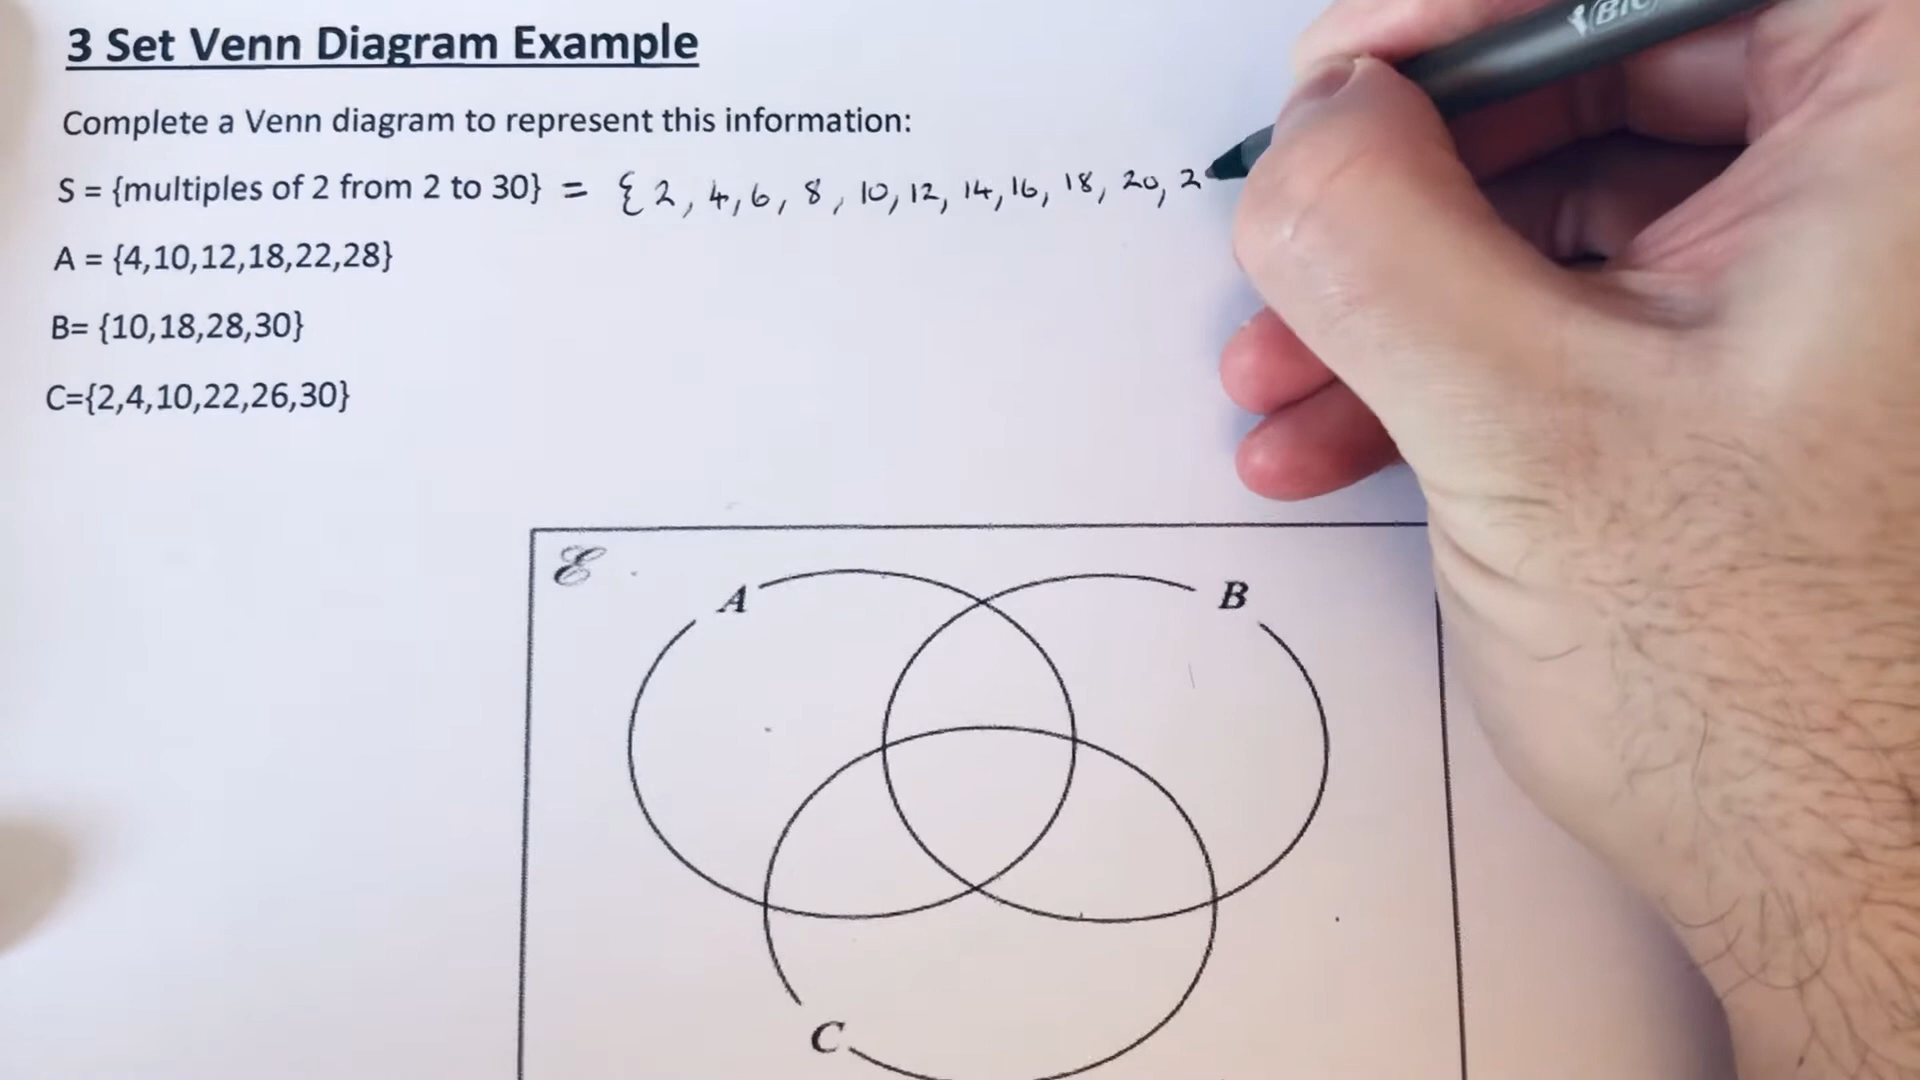 3 Set Venn Diagram Example
Complete a Venn diagram to represent this information:
S = {multiples of 2 from 2 to 30} = {2, 4, 6, 8, 10, 12, 14, 16, 18, 20, 2
A = {4,10,12,18,22,28}
B= {10,18,28,30}
C={2,4,10,22,26,30}
BIC
ℰ
A
B
C